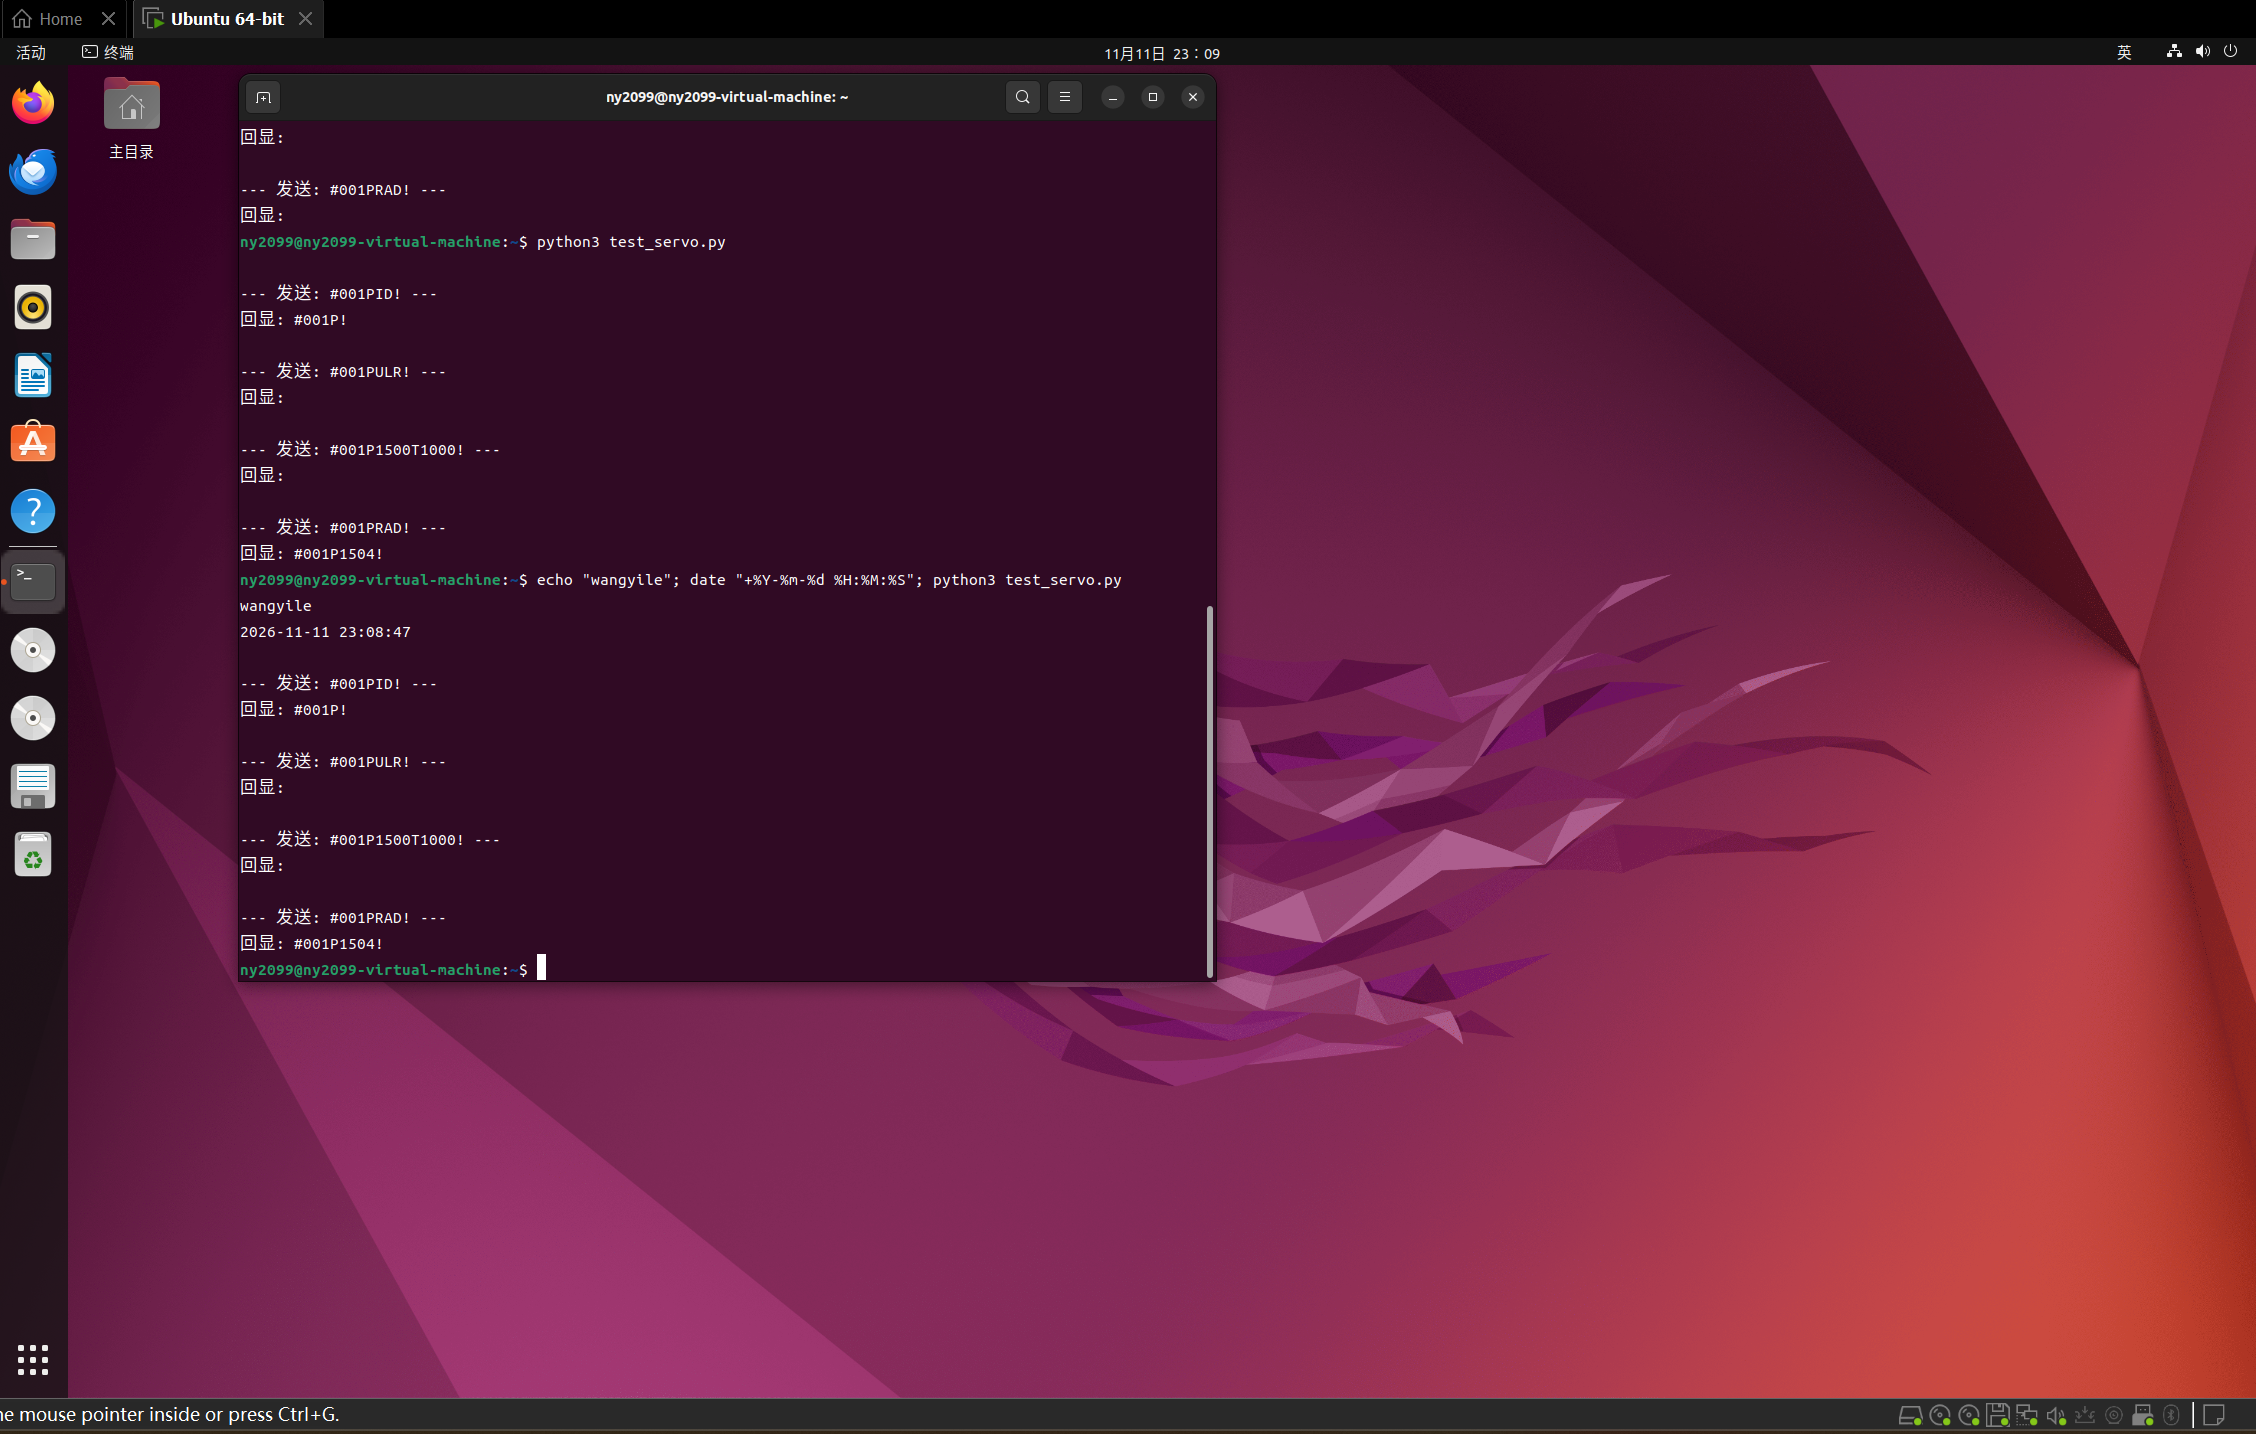 Home
Ubuntu 64-bit
活动
终端
11月11日 23：09
英
主目录
ny2099@ny2099-virtual-machine: ~
回显:
--- 发送: #001PRAD! ---
回显:
ny2099@ny2099-virtual-machine:~$ python3 test_servo.py
--- 发送: #001PID! ---
回显: #001P!
--- 发送: #001PULR! ---
回显:
--- 发送: #001P1500T1000! ---
回显:
--- 发送: #001PRAD! ---
回显: #001P1504!
ny2099@ny2099-virtual-machine:~$ echo "wangyile"; date "+%Y-%m-%d %H:%M:%S"; python3 test_servo.py
wangyile
2026-11-11 23:08:47
--- 发送: #001PID! ---
回显: #001P!
--- 发送: #001PULR! ---
回显:
--- 发送: #001P1500T1000! ---
回显:
--- 发送: #001PRAD! ---
回显: #001P1504!
ny2099@ny2099-virtual-machine:~$
he mouse pointer inside or press Ctrl+G.